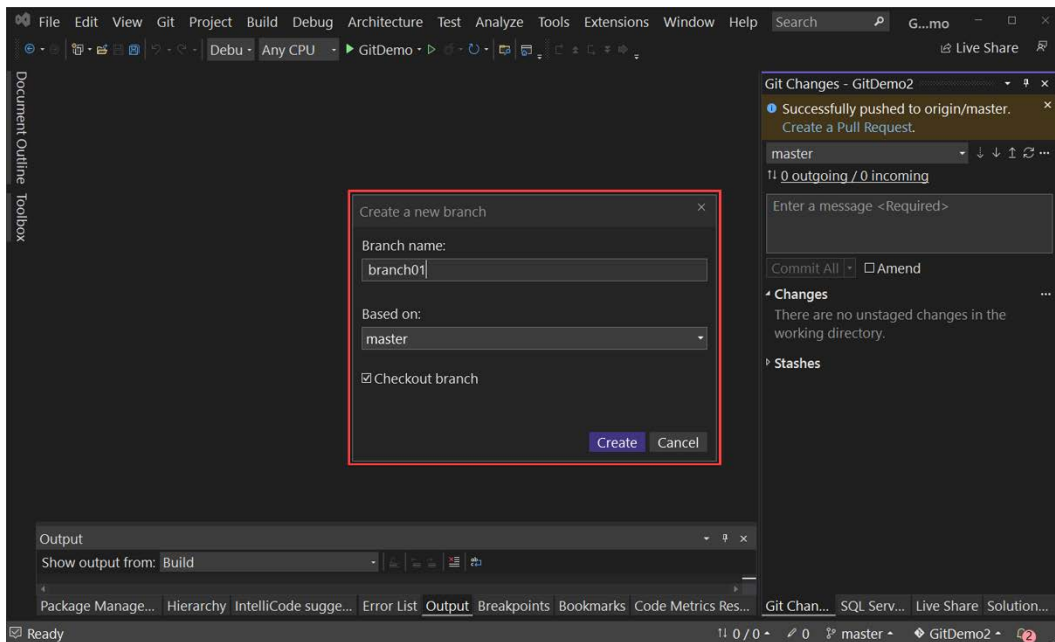 File Edit View Git Project Build Debug Architecture Test Analyze Tools Extensions Window Help Search G...mo
Debu Any CPU GitDemo Live Share
Document Outline
Toolbox
Git Changes - GitDemo2
Successfully pushed to origin/master.
Create a Pull Request.
master
0 outgoing / 0 incoming
Enter a message <Required>
Commit All Amend
Changes
There are no unstaged changes in the
working directory.
Stashes
Create a new branch
Branch name:
branch01
Based on:
master
Checkout branch
Create Cancel
Output
Show output from: Build
Package Manage... Hierarchy IntelliCode sugge... Error List Output Breakpoints Bookmarks Code Metrics Res...
Git Chan... SQL Serv... Live Share Solution...
Ready 0 / 0 0 master GitDemo2 2